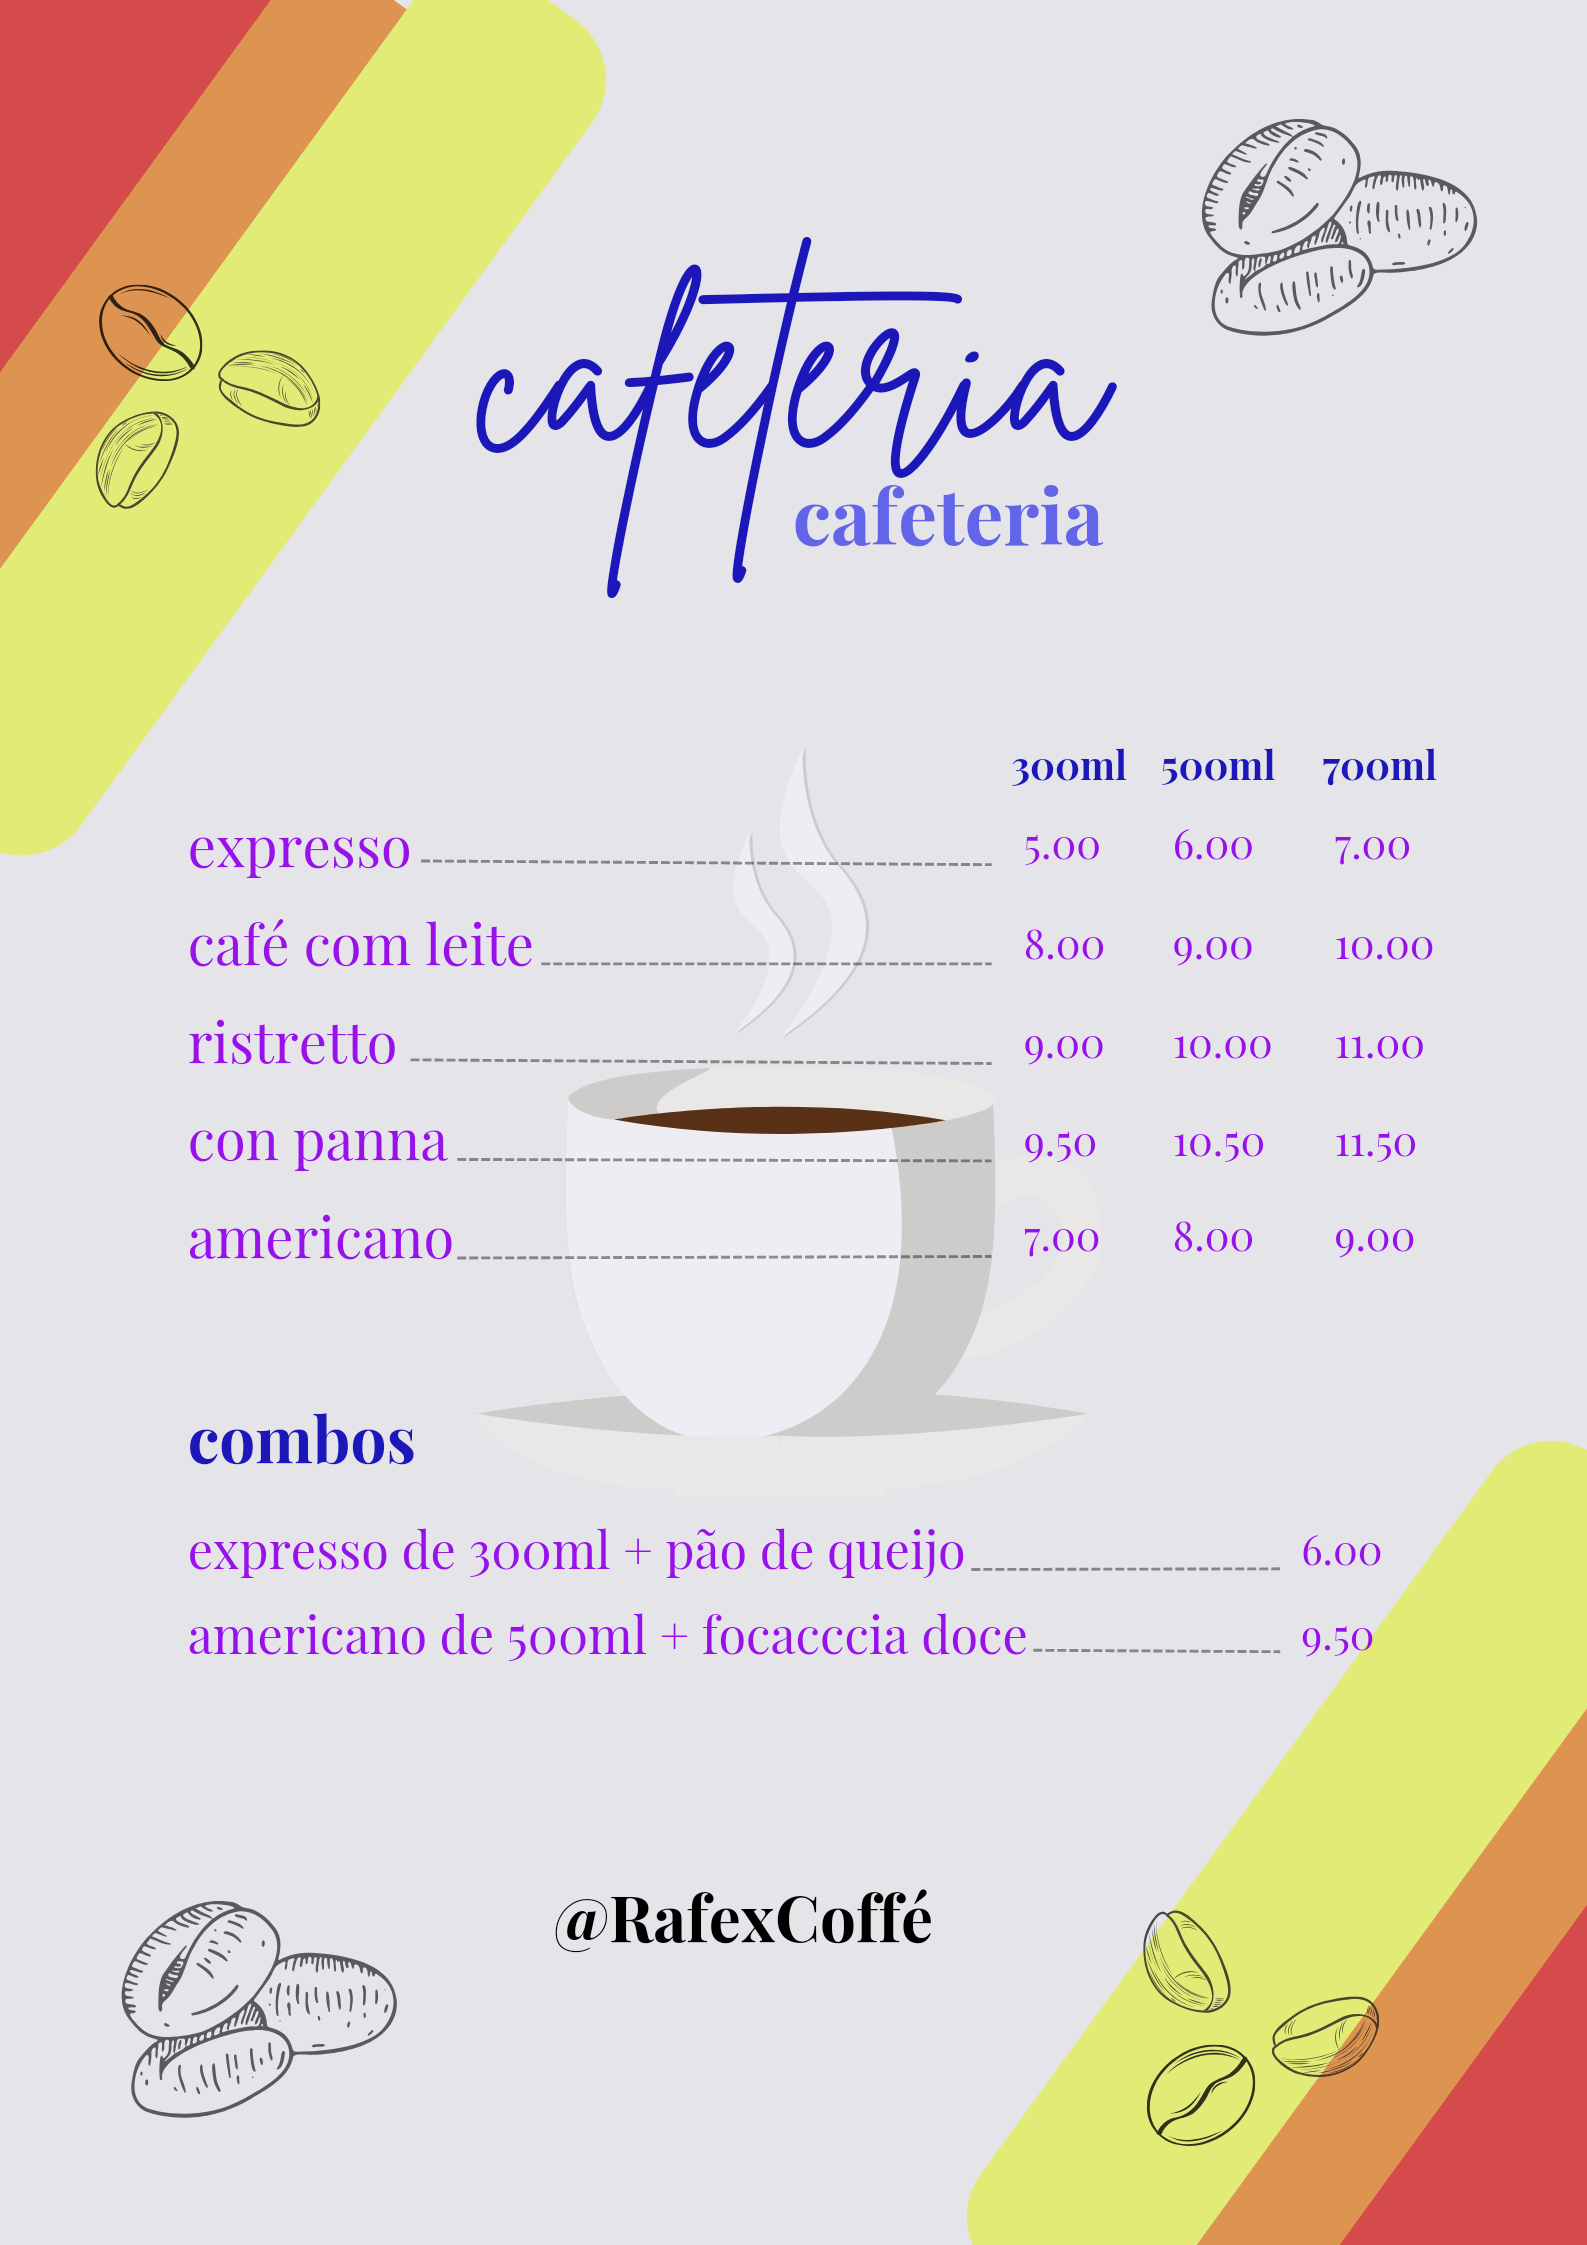 cafeteria
cafeteria
300ml 500ml 700ml
expresso 5.00 6.00 7.00
café com leite 8.00 9.00 10.00
ristretto 9.00 10.00 11.00
con panna 9.50 10.50 11.50
americano 7.00 8.00 9.00
combos
expresso de 300ml + pão de queijo 6.00
americano de 500ml + focacccia doce 9.50
@RafexCoffé